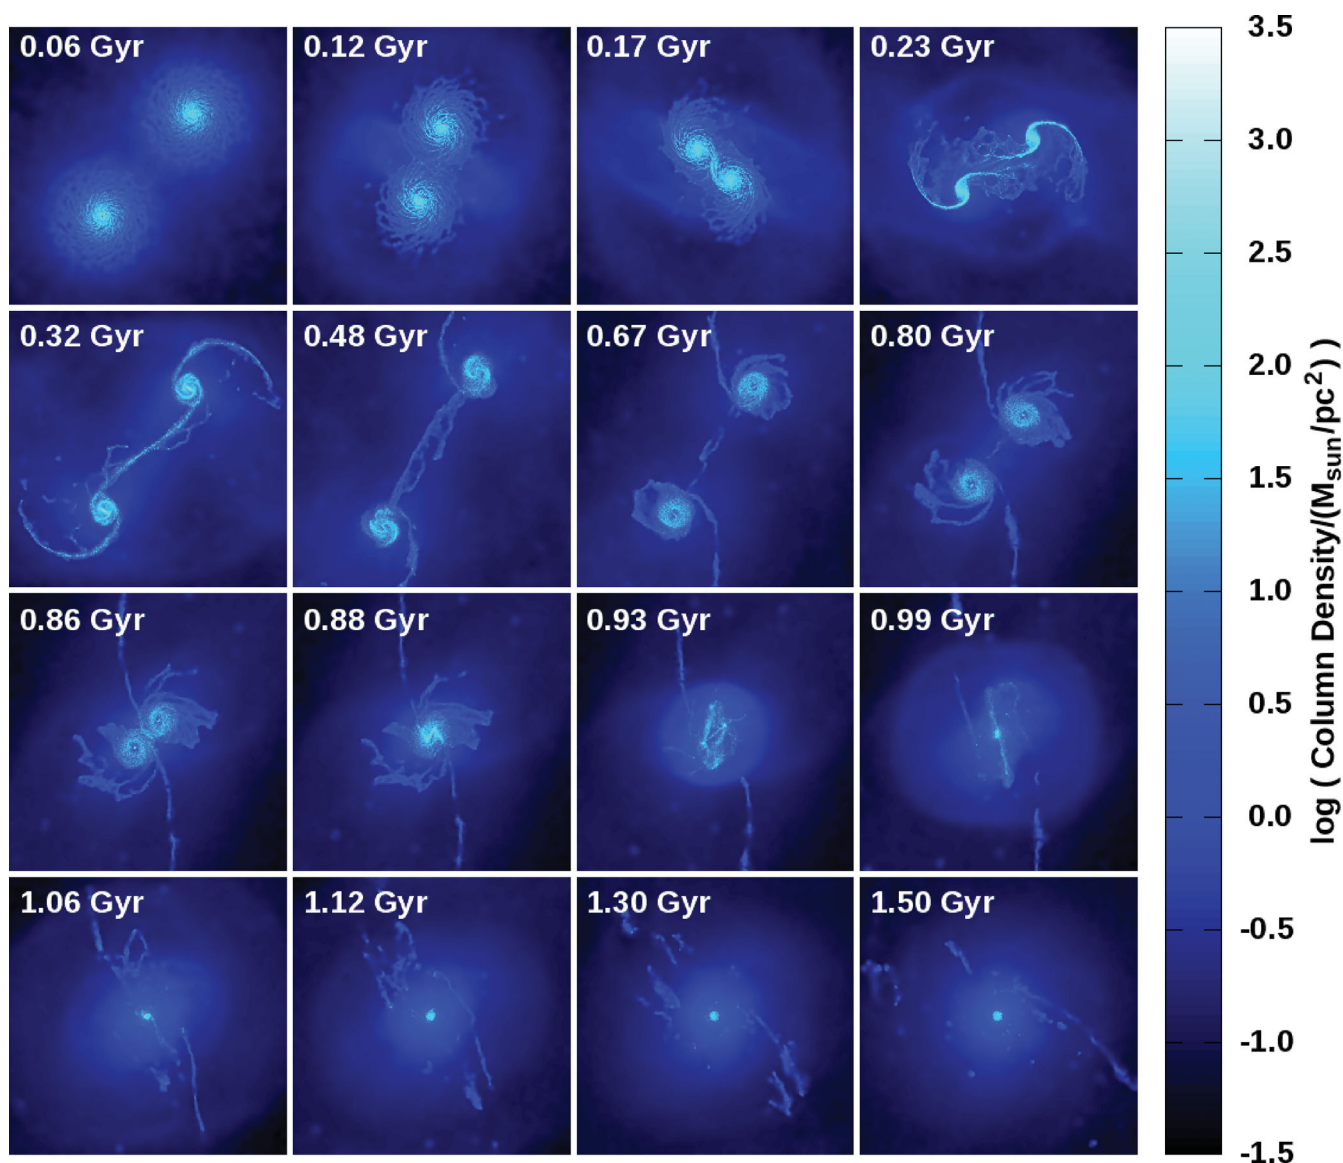 0.06 Gyr
0.12 Gyr
0.17 Gyr
0.23 Gyr
0.32 Gyr
0.48 Gyr
0.67 Gyr
0.80 Gyr
0.86 Gyr
0.88 Gyr
0.93 Gyr
0.99 Gyr
1.06 Gyr
1.12 Gyr
1.30 Gyr
1.50 Gyr
3.5
3.0
2.5
2.0
1.5
1.0
0.5
0.0
-0.5
-1.0
-1.5
log ( Column Density/(M_sun/pc²) )